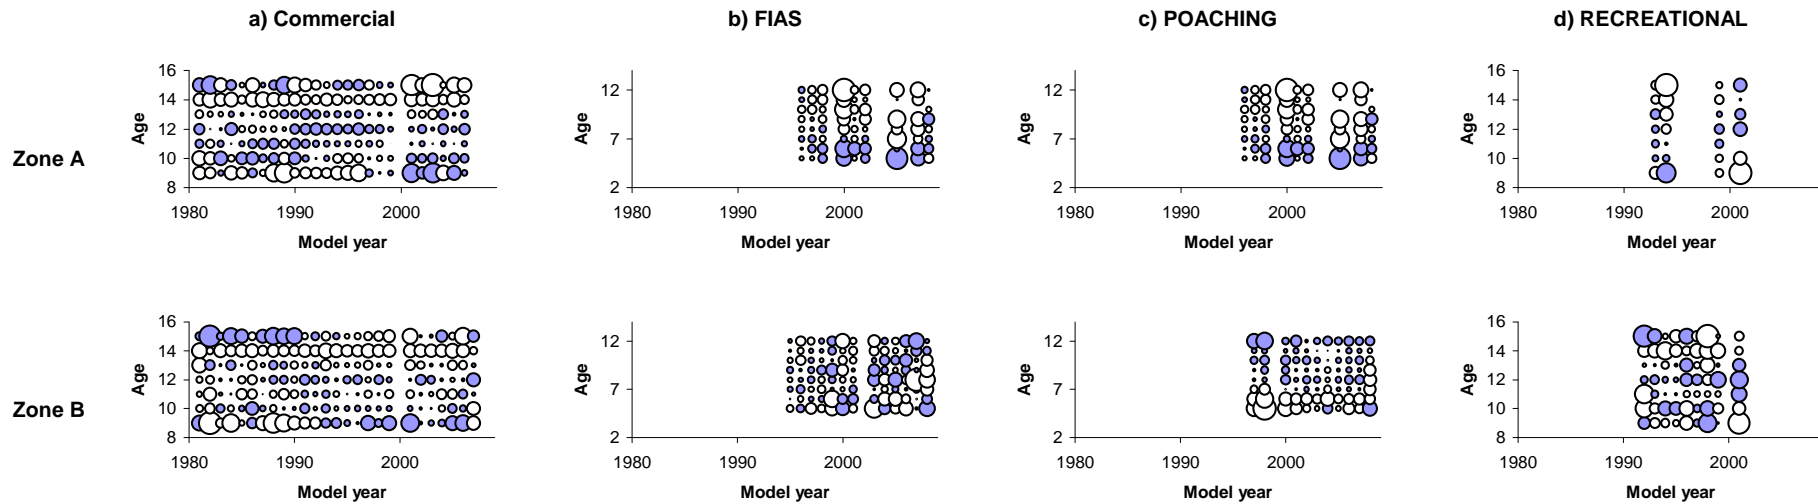 a) Commercial
b) FIAS
c) POACHING
d) RECREATIONAL
Zone A
Age
16
14
12
10
8
1980
1990
2000
Model year
Age
12
7
2
1980
1990
2000
Model year
Age
12
7
2
1980
1990
2000
Model year
Age
16
14
12
10
8
1980
1990
2000
Model year
Zone B
Age
16
14
12
10
8
1980
1990
2000
Model year
Age
12
7
2
1980
1990
2000
Model year
Age
12
7
2
1980
1990
2000
Model year
Age
16
14
12
10
8
1980
1990
2000
Model year